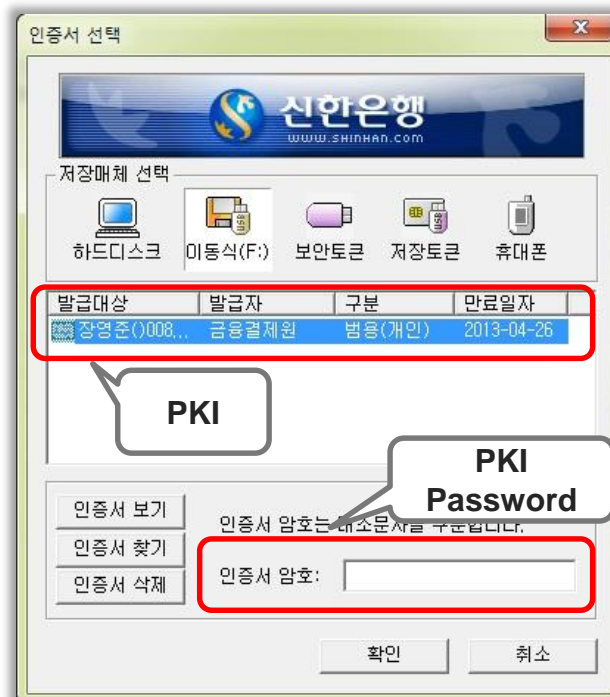 인증서 선택
신한은행
www.SHINHAN.com
저장매체 선택
하드디스크 이동식(F:) 보안토큰 저장토큰 휴대폰
발급대상 발급자 구분 만료일자
장영준()008... 금융결제원 범용(개인) 2013-04-26
PKI
PKI
Password
인증서 보기
인증서 암호는 대소문자를 구분합니다.
인증서 찾기
인증서 암호:
인증서 삭제
확인 취소